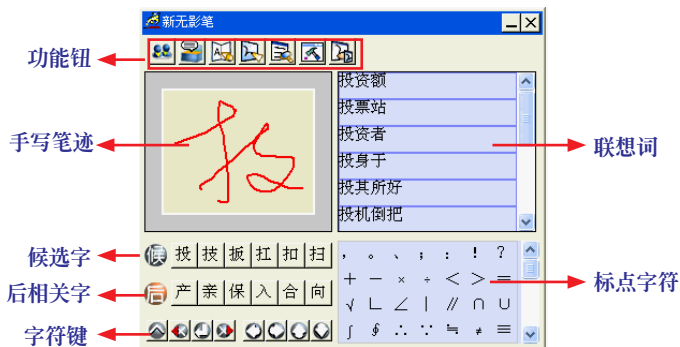 新无影笔
功能钮
手写笔迹
投资额
投票站
投资者
投身于
投其所好
投机倒把
联想词
候选字
候 投 技 扳 扛 扣 扫
后相关字
后 产 亲 保 入 合 向
字符键
， 。 、 ； ： ！ ？
＋ － × ÷ ＜ ＞ ＝
√ ∟ ∠ ∣ ∥ ∩ ∪
∫ ∮ ∴ ∵ ≒ ≠ ≡
标点字符